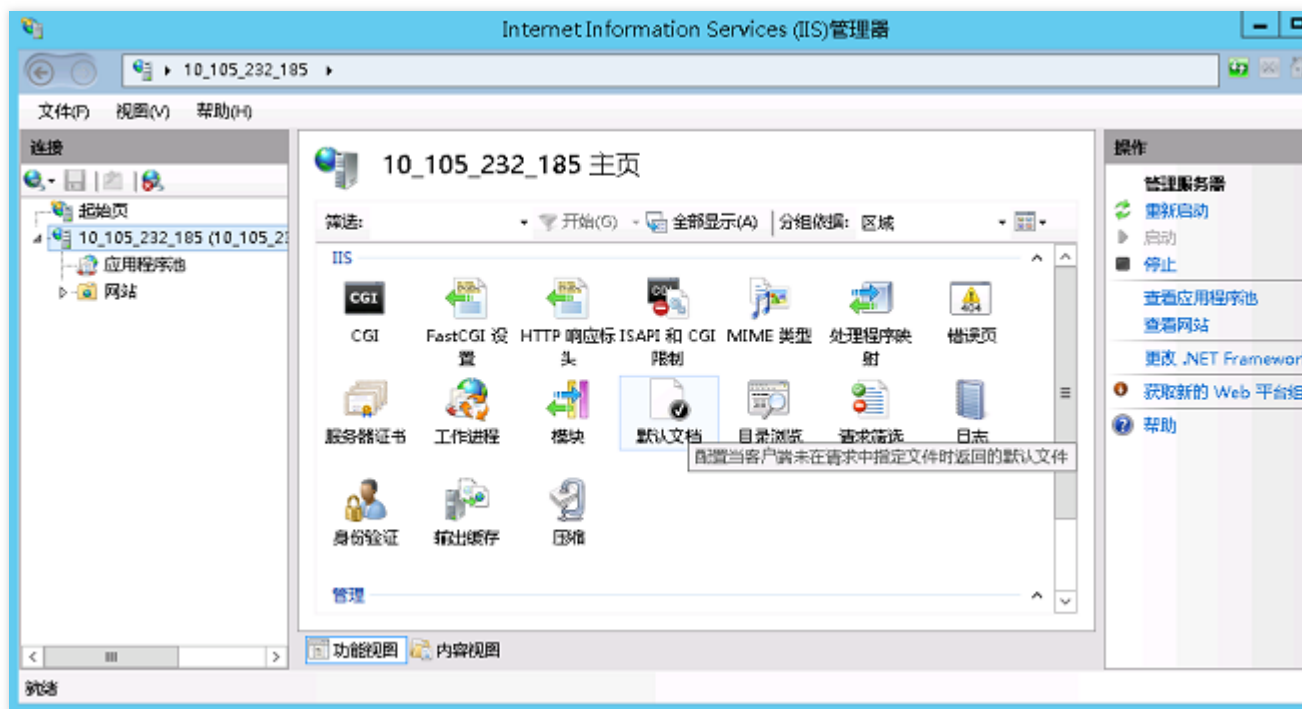 Internet Information Services (IIS)管理器
10_105_232_185
文件(F) 视图(V) 帮助(H)
连接
起始页
10_105_232_185 (10_105_23
应用程序池
网站
10_105_232_185 主页
筛选: 开始(G) 全部显示(A) 分组依据: 区域
IIS
CGI
FastCGI 设置
HTTP 响应标头
ISAPI 和 CGI 限制
MIME 类型
处理程序映射
404
错误页
服务器证书
工作进程
模块
默认文档
目录浏览
请求筛选
日志
配置当客户端未在请求中指定文件时返回的默认文件
身份验证
输出缓存
压缩
管理
功能视图 内容视图
操作
管理服务器
重新启动
启动
停止
查看应用程序池
查看网站
更改 .NET Framewor
获取新的 Web 平台组
帮助
就绪